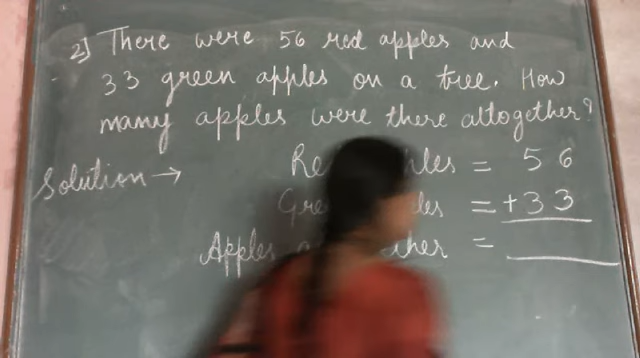 2) There were 56 red apples and
33 green apples on a tree. How
many apples were there altogether?
Solution → = 56
= +33
Apples =